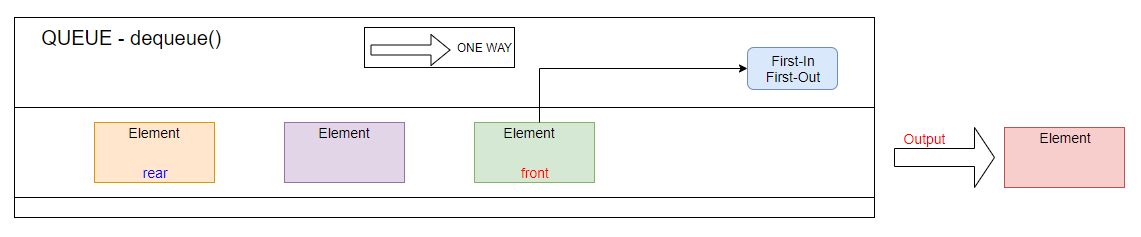 QUEUE - dequeue()
ONE WAY
First-In
First-Out
Element
rear
Element
Element
front
Output
Element